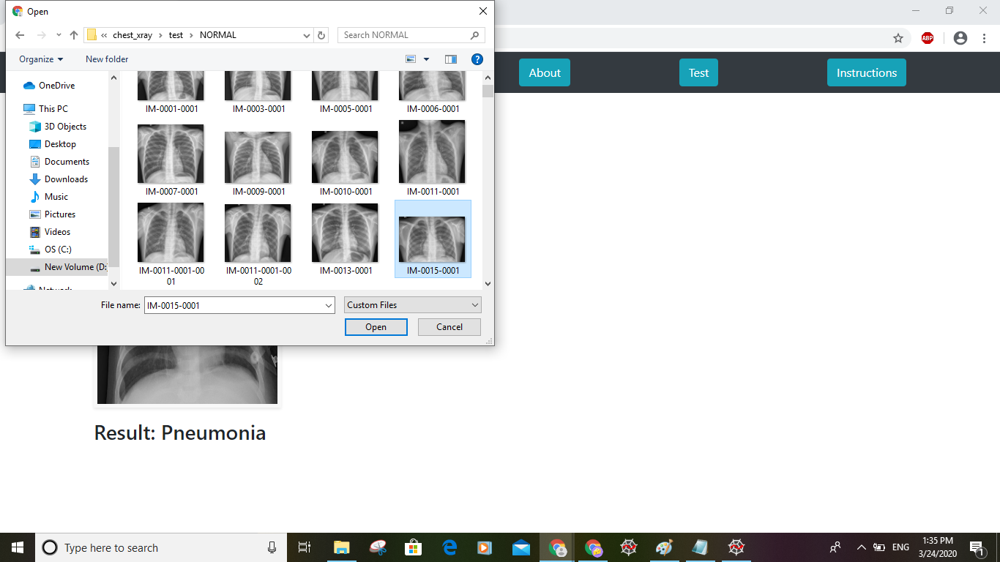 Open
chest_xray
test
NORMAL
Search NORMAL
Organize
New folder
OneDrive
This PC
3D Objects
Desktop
Documents
Downloads
Music
Pictures
Videos
OS (C:)
New Volume (D:
Network
IM-0001-0001
IM-0003-0001
IM-0005-0001
IM-0006-0001
IM-0007-0001
IM-0009-0001
IM-0010-0001
IM-0011-0001
IM-0011-0001-00
01
IM-0011-0001-00
02
IM-0013-0001
IM-0015-0001
File name:
IM-0015-0001
Custom Files
Open
Cancel
ABP
About
Test
Instructions
Result: Pneumonia
Type here to search
ENG
1:35 PM
3/24/2020
1